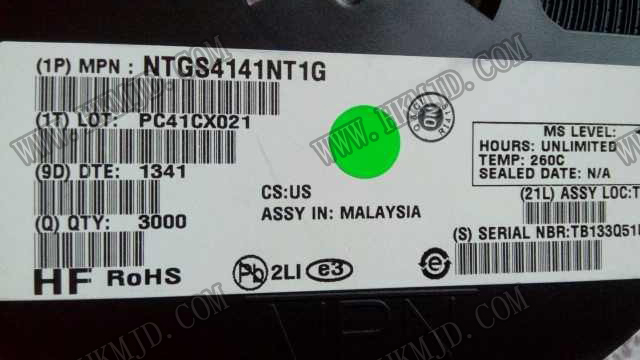 (1P) MPN : NTGS4141NT1G
(1T) LOT: PC41CX021
(9D) DTE: 1341
(Q) QTY: 3000
HF RoHS
Pb 2LI e3
CS:US
ASSY IN: MALAYSIA
ON
MS LEVEL:
HOURS: UNLIMITED
TEMP: 260C
SEALED DATE: N/A
(21L) ASSY LOC:T
(S) SERIAL NBR:TB133Q51
e
WWW.HKMJD.COM